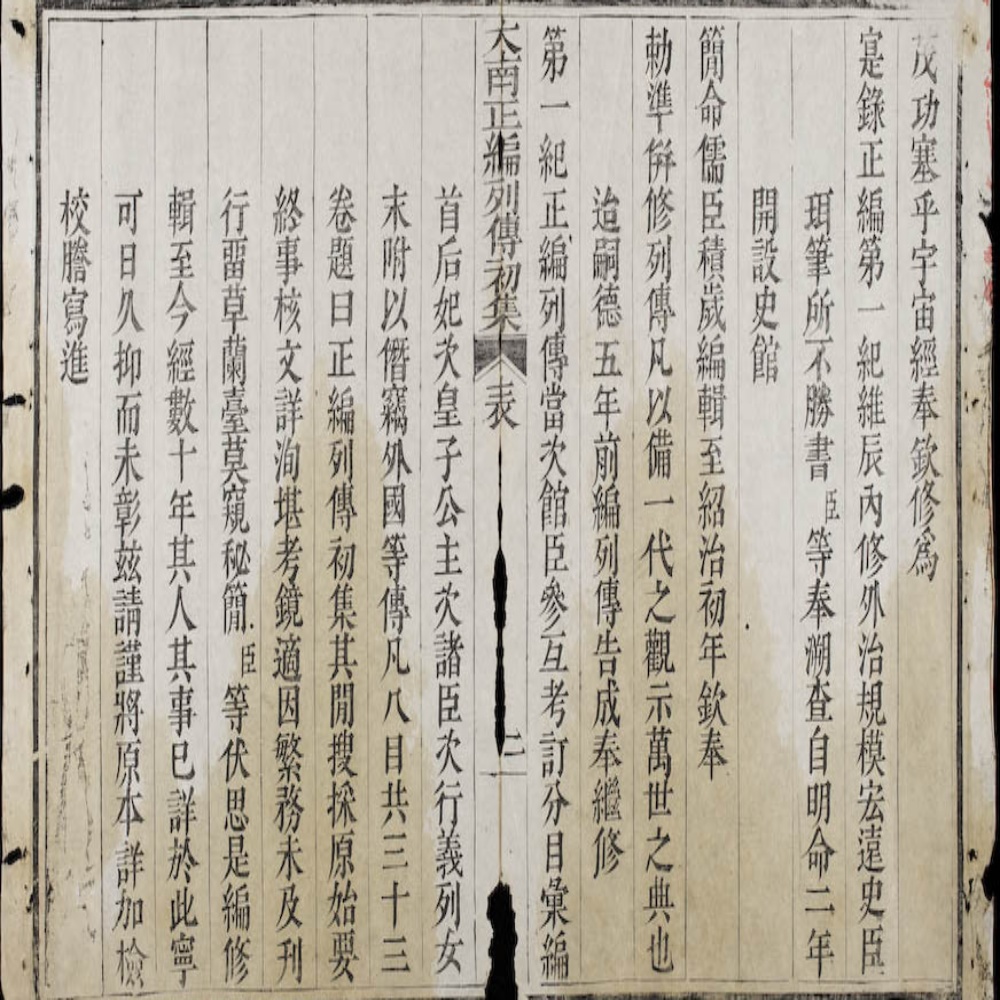 茂功塞乎宇宙經奉欽修為
寔錄正編第一紀維辰內修外治規模宏遠史臣
珥筆所不勝書臣等奉溯查自明命二年
開設史館
簡命儒臣積歲編輯至紹治初年欽奉
勅準併修列傳凡以備一代之觀示萬世之典也
迨嗣德五年前編列傳告成奉繼修
第一紀正編列傳當次館臣參互考訂分目彙編
大南正編列傳初集 表 二
首后妃次皇子公主次諸臣次行義列女
末附以僭竊外國等傳凡八目共三十三
卷題曰正編列傳初集其間搜採原始要
終事核文詳洵堪考鏡適因繁務未及刊
行畱草蘭臺莫窺秘簡臣等伏思是編修
輯至今經數十年其人其事已詳於此寧
可日久抑而未彰茲請謹將原本詳加檢
校謄寫進